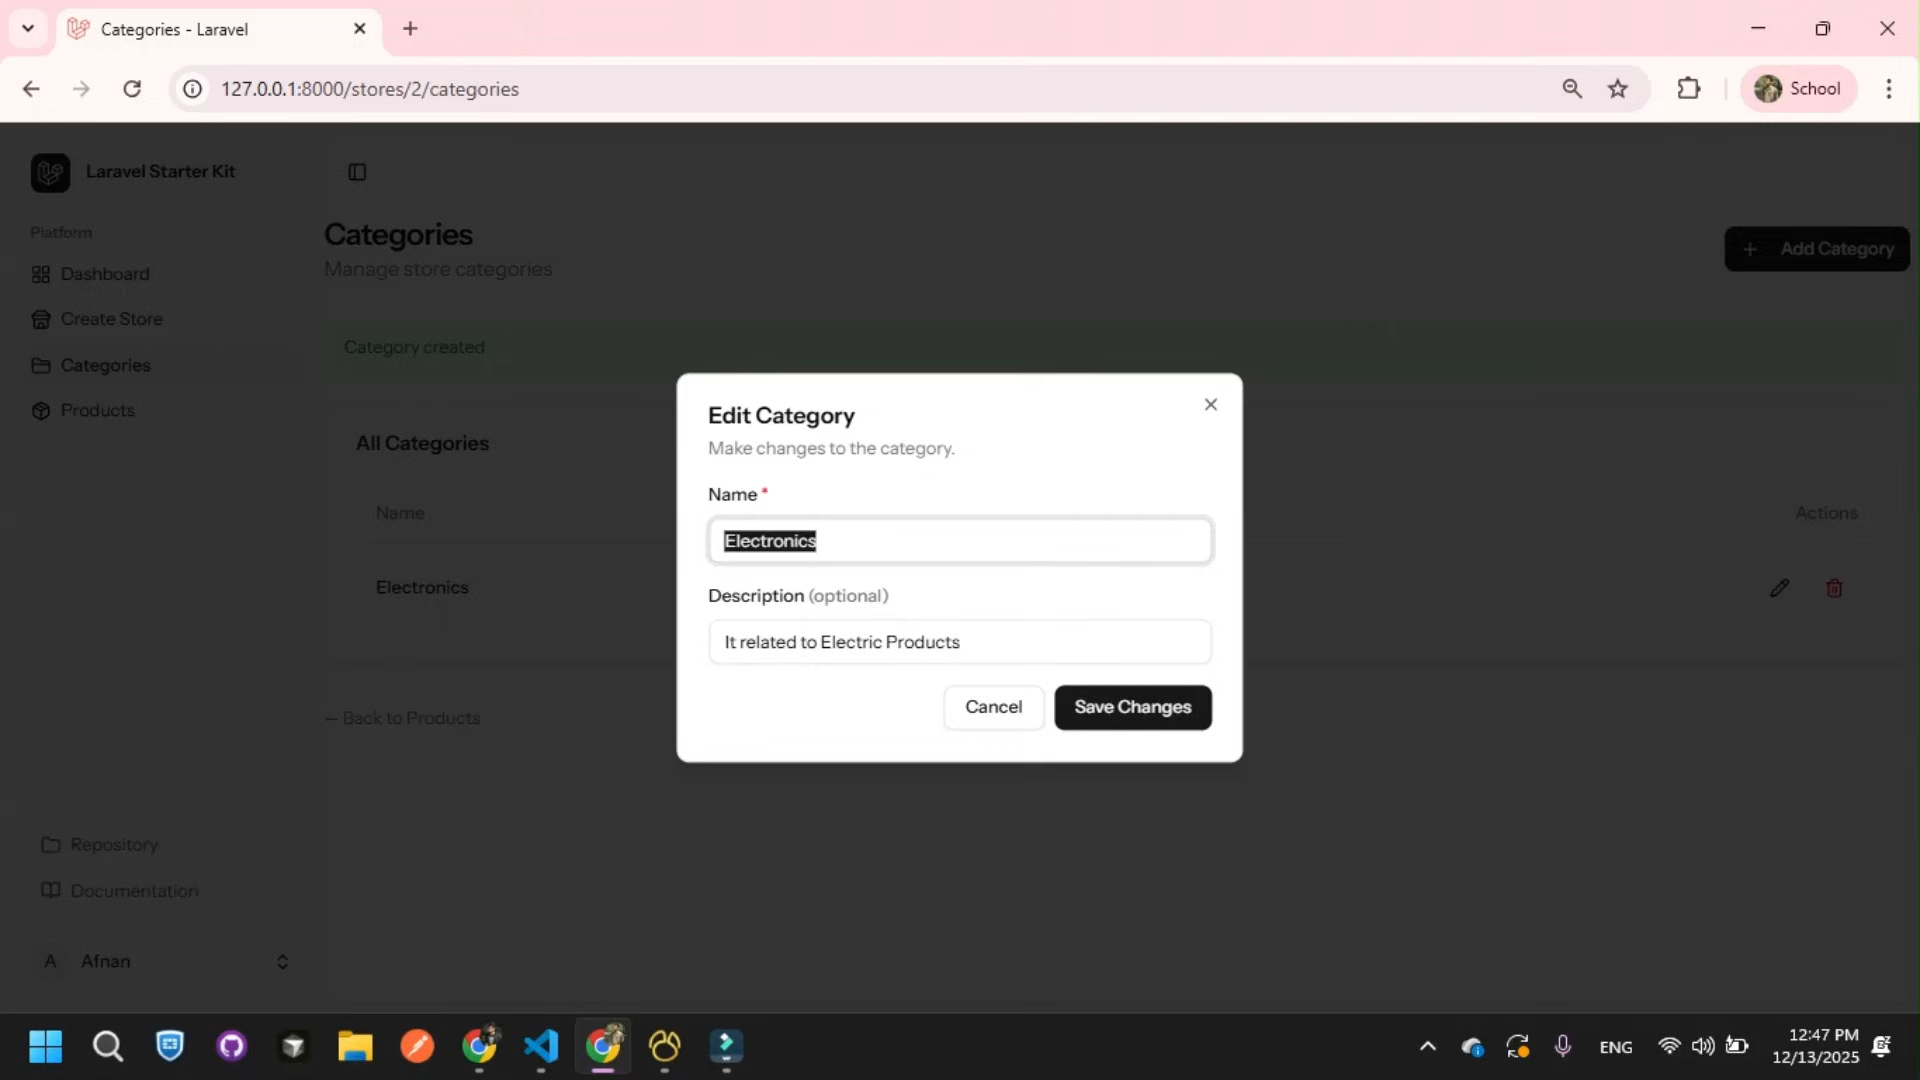 Categories - Laravel
127.0.0.1:8000/stores/2/categories
School
Laravel Starter Kit
Platform
Dashboard
Create Store
Categories
Products
Categories
Manage store categories
+ Add Category
Category created
All Categories
Name
Actions
Electronics
← Back to Products
Edit Category
Make changes to the category.
Name *
Electronics
Description (optional)
It related to Electric Products
Cancel
Save Changes
Repository
Documentation
A Afnan
ENG
12:47 PM
12/13/2025